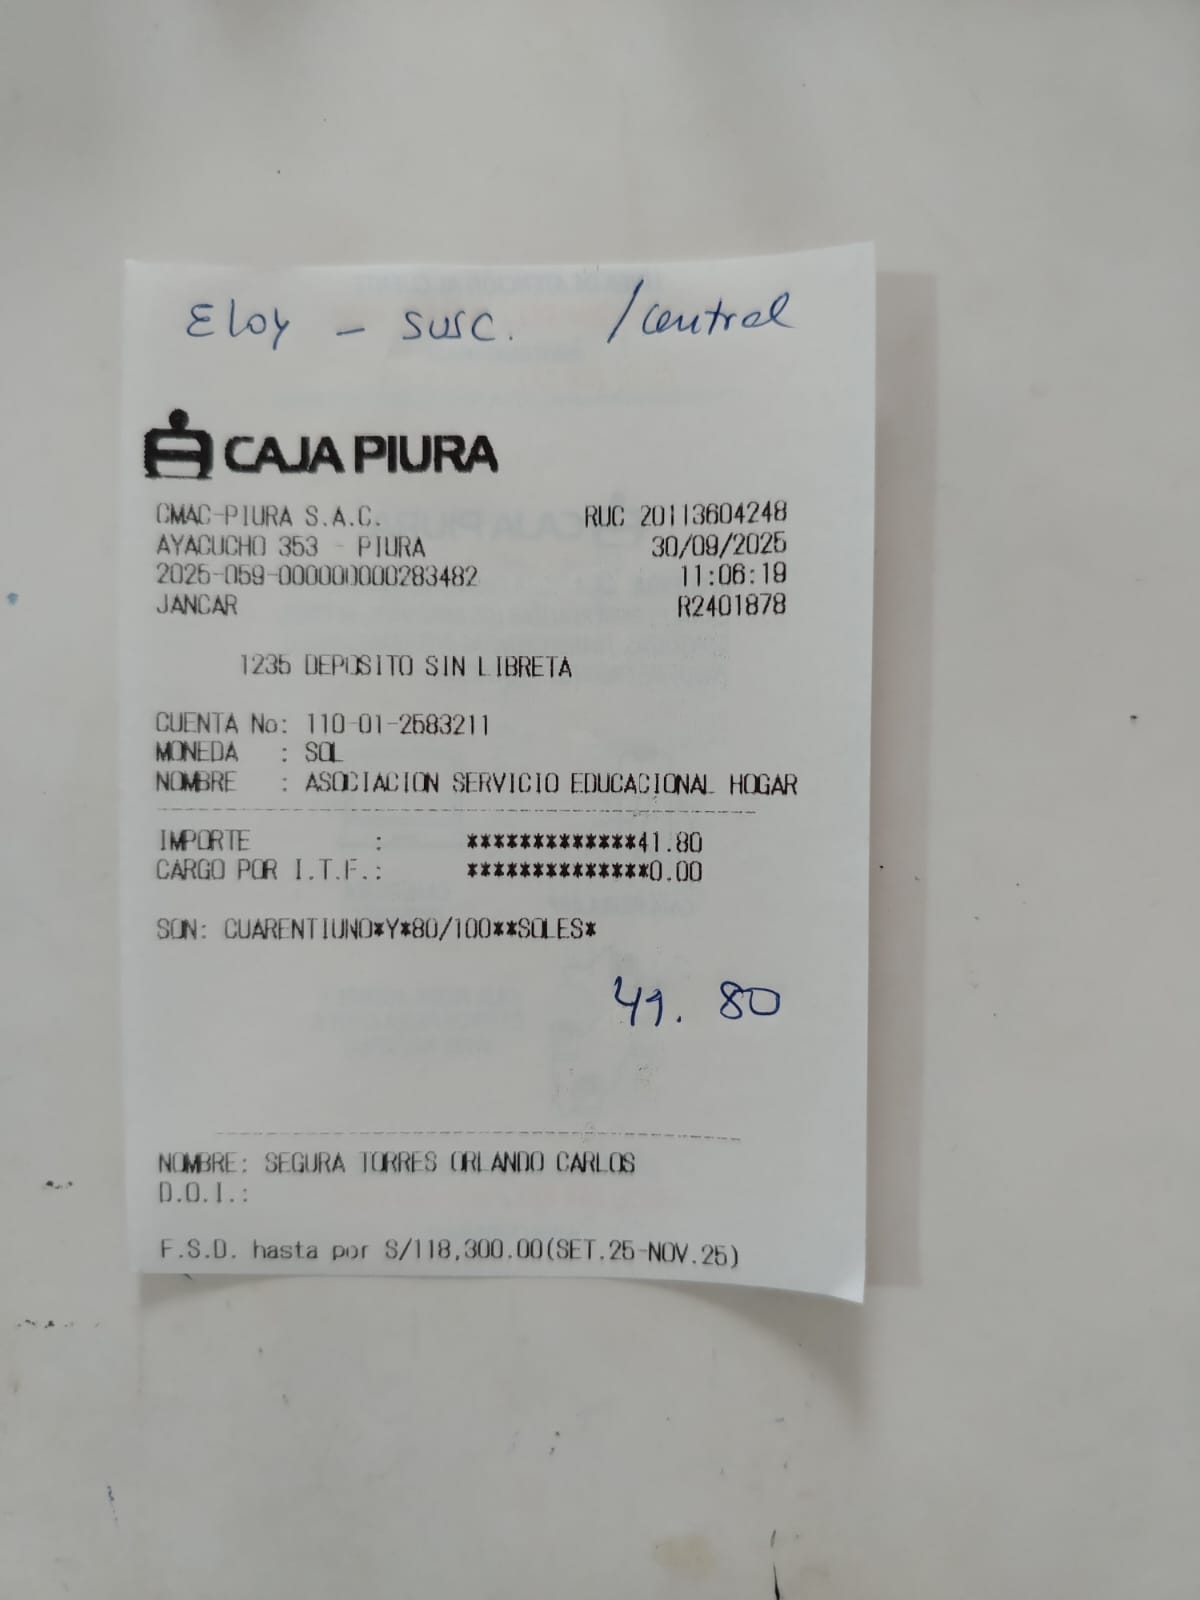 Eloy - susc. /central
CAJA PIURA
CMAC-PIURA S.A.C. RUC 20113604248
AYACUCHO 353 - PIURA 30/09/2025
2025-059-000000000283482 11:06:19
JANCAR R2401878
1235 DEPOSITO SIN LIBRETA
CUENTA No: 110-01-2583211
MONEDA : SOL
NOMBRE : ASOCIACION SERVICIO EDUCACIONAL HOGAR
IMPORTE : *************41.80
CARGO POR I.T.F.: **************0.00
SON: CUARENTIUNO*Y*80/100**SOLES*
41. 80
NOMBRE: SEGURA TORRES ORLANDO CARLOS
D.O.I.:
F.S.D. hasta por S/118,300.00(SET.25-NOV.25)